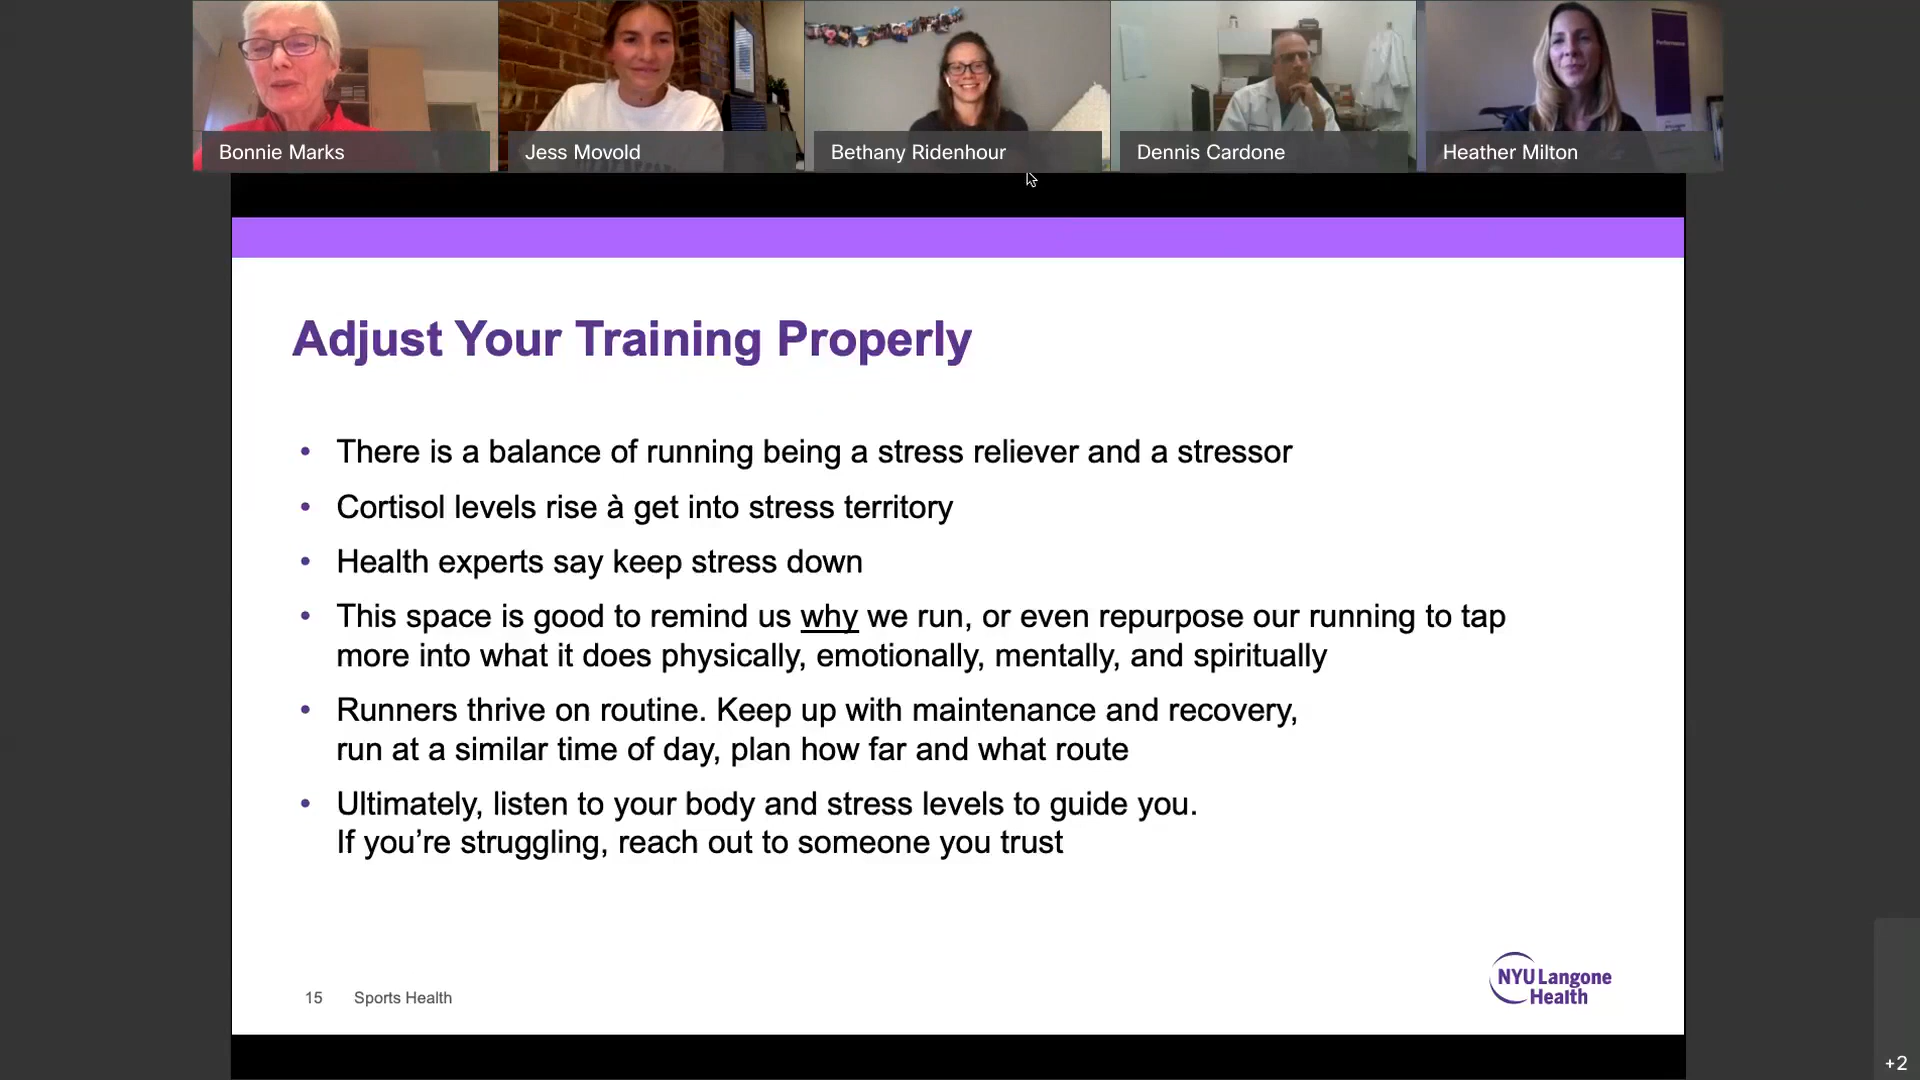 Bonnie Marks
Jess Movold
Bethany Ridenhour
Dennis Cardone
Heather Milton
Adjust Your Training Properly
• There is a balance of running being a stress reliever and a stressor
• Cortisol levels rise à get into stress territory
• Health experts say keep stress down
• This space is good to remind us why we run, or even repurpose our running to tap
more into what it does physically, emotionally, mentally, and spiritually
• Runners thrive on routine. Keep up with maintenance and recovery,
run at a similar time of day, plan how far and what route
• Ultimately, listen to your body and stress levels to guide you.
If you’re struggling, reach out to someone you trust
15 Sports Health
NYU Langone
Health
+2